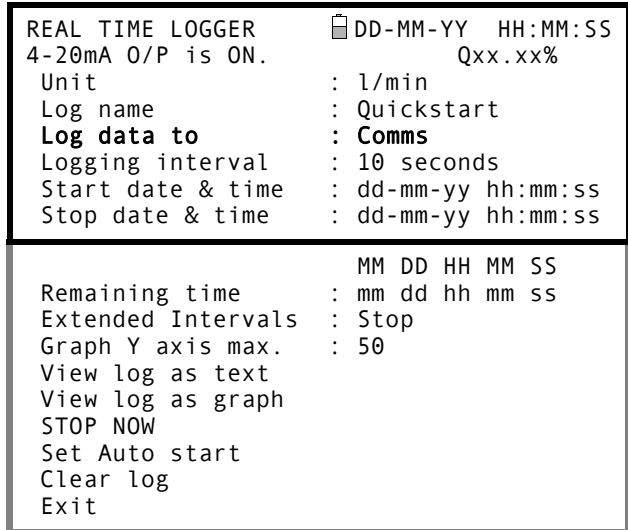 REAL TIME LOGGER DD-MM-YY HH:MM:SS
4-20mA O/P is ON. Qxx.xx%
Unit : l/min
Log name : Quickstart
Log data to : Comms
Logging interval : 10 seconds
Start date & time : dd-mm-yy hh:mm:ss
Stop date & time : dd-mm-yy hh:mm:ss
MM DD HH MM SS
Remaining time : mm dd hh mm ss
Extended Intervals : Stop
Graph Y axis max. : 50
View log as text
View log as graph
STOP NOW
Set Auto start
Clear log
Exit